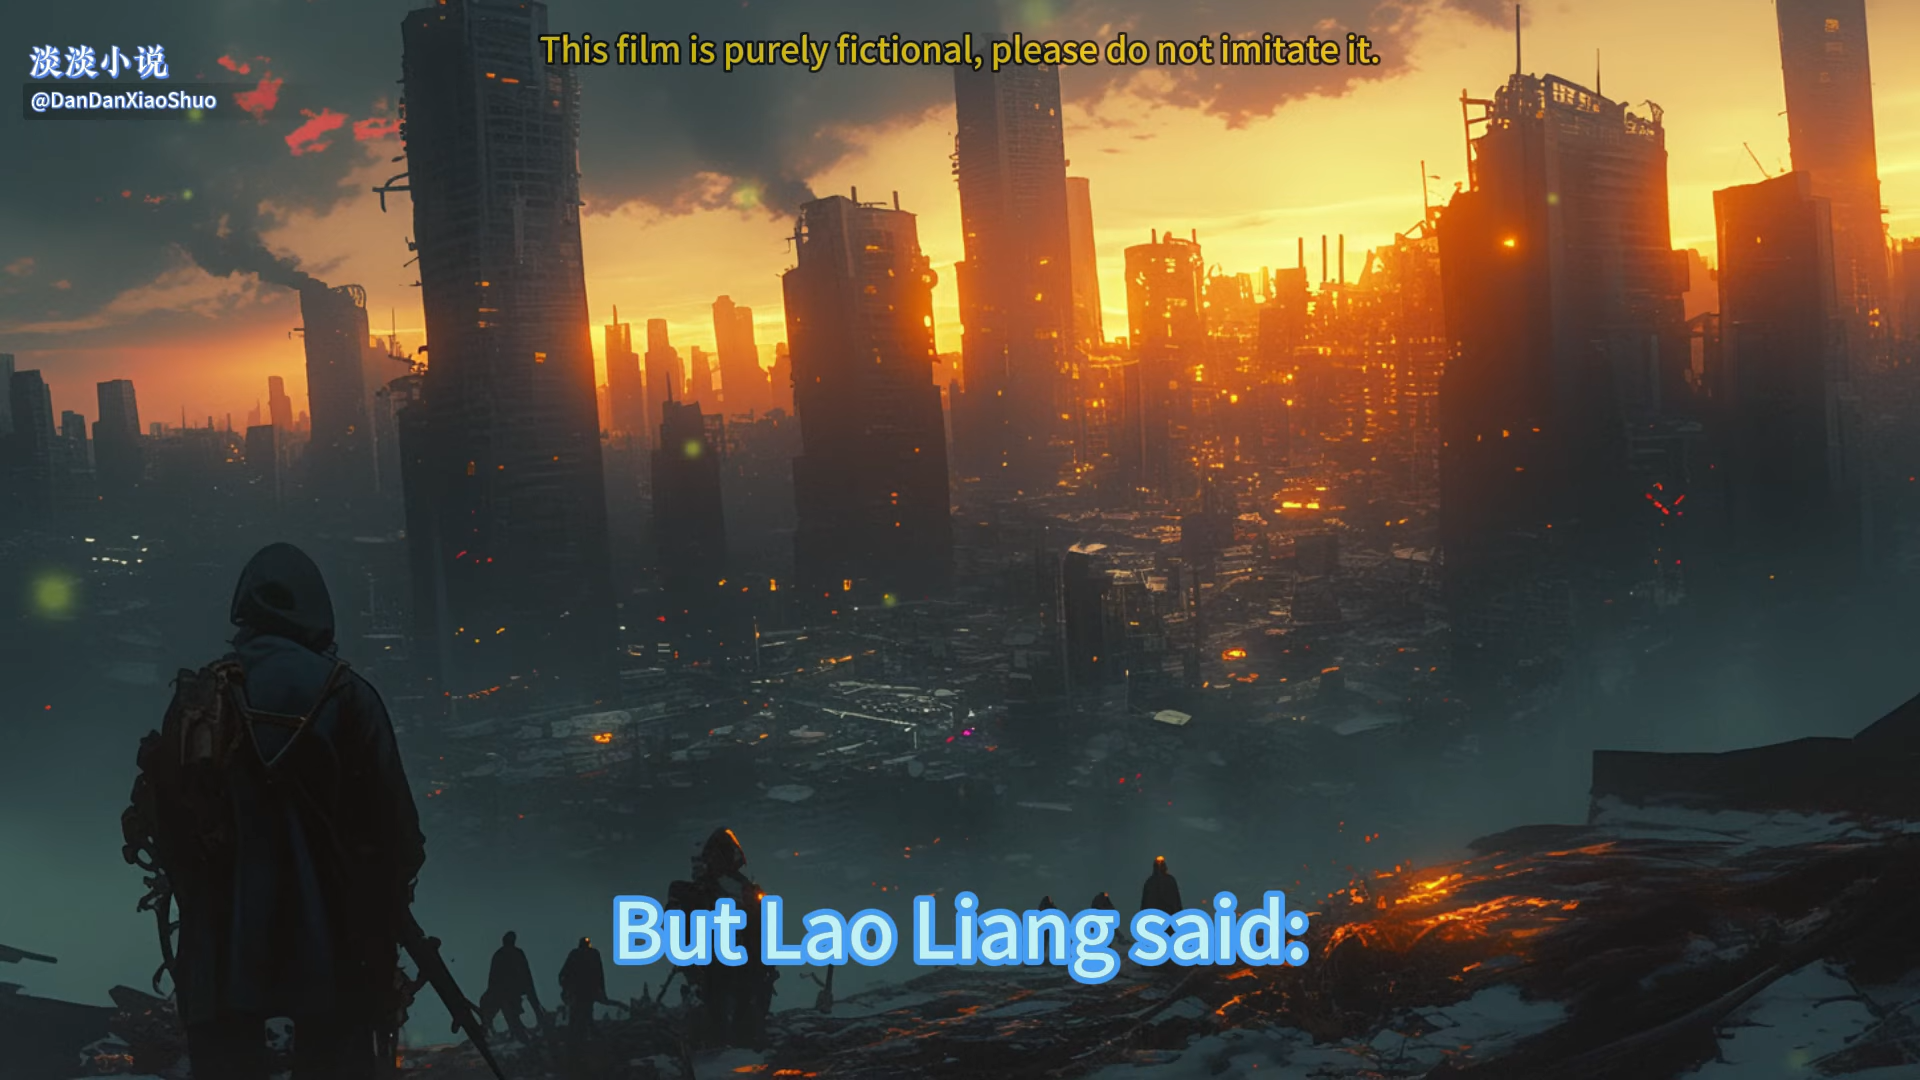 This film is purely fictional, please do not imitate it.
淡淡小说
@DanDanXiaoShuo
But Lao Liang said: